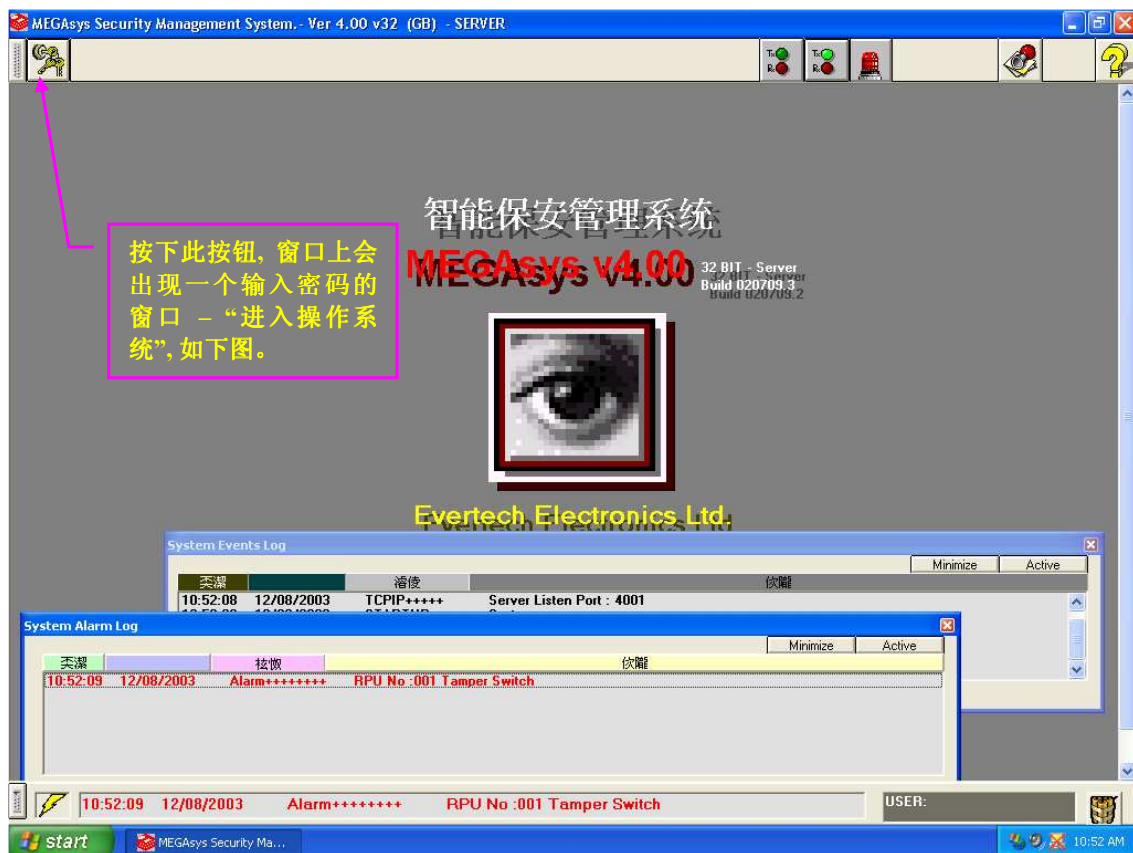 MEGAsys Security Management System.- Ver 4.00 v32 (GB) - SERVER
Tx
Rx
Tx
Rx
智能保安管理系统
MEGAsys v4.00
32 BIT - Server
Build 020709.3
按下此按钮, 窗口上会
出现一个输入密码的
窗口 – “进入操作系
统”, 如下图。
Evertech Electronics Ltd.
System Events Log
Minimize Active
10:52:08 12/08/2003 TCPIP+++++ Server Listen Port : 4001
System Alarm Log
Minimize Active
10:52:09 12/08/2003 Alarm++++++++ RPU No :001 Tamper Switch
10:52:09 12/08/2003 Alarm++++++++ RPU No :001 Tamper Switch
USER:
start
MEGAsys Security Ma...
10:52 AM